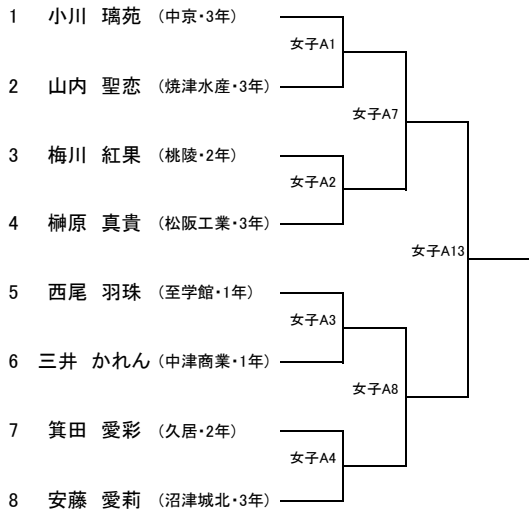 1 小川 璃苑 （中京・3年）
女子A1
2 山内 聖恋 （焼津水産・3年）
女子A7
3 梅川 紅果 （桃陵・2年）
女子A2
4 榊原 真貴 （松阪工業・3年）
女子A13
5 西尾 羽珠 （至学館・1年）
女子A3
6 三井 かれん （中津商業・1年）
女子A8
7 箕田 愛彩 （久居・2年）
女子A4
8 安藤 愛莉 （沼津城北・3年）